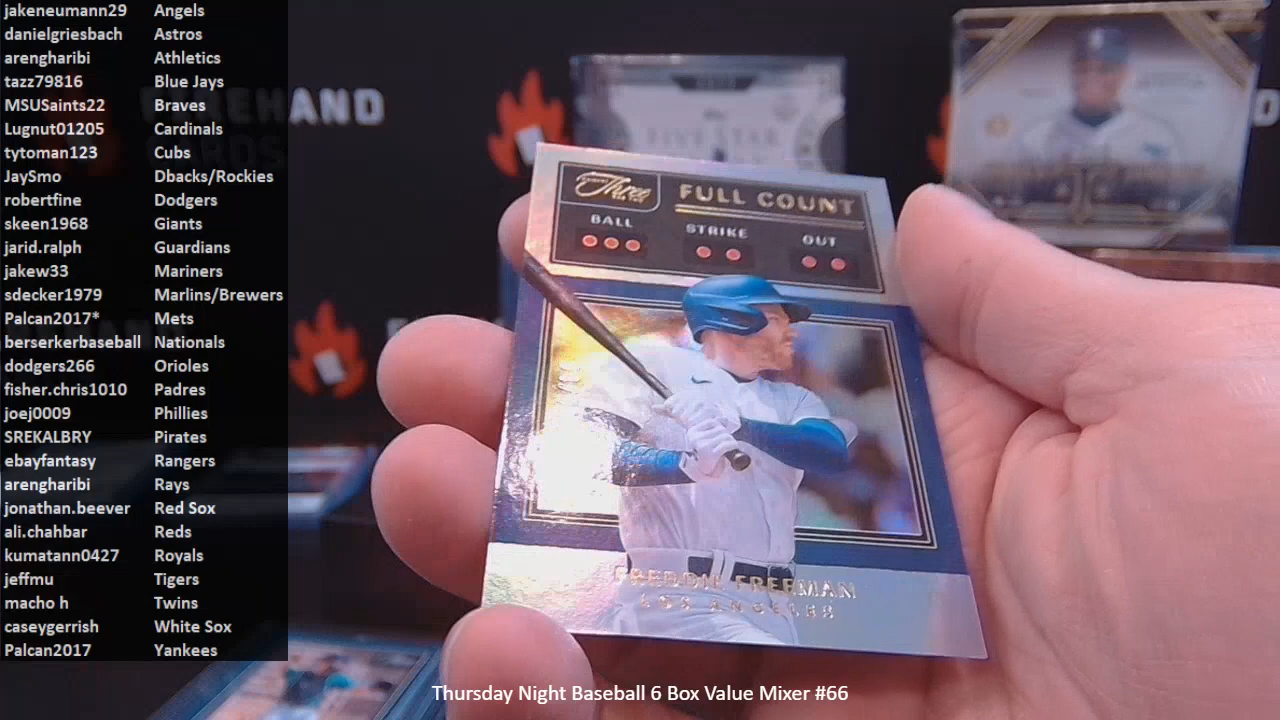 jakeneumann29 Angels
danielgriesbach Astros
arengharibi Athletics
tazz79816 Blue Jays
MSUSaints22 Braves
Lugnut01205 Cardinals
tytoman123 Cubs
JaySmo Dbacks/Rockies
robertfine Dodgers
skeen1968 Giants
jarid.ralph Guardians
jakew33 Mariners
sdecker1979 Marlins/Brewers
Palcan2017* Mets
berserkerbaseball Nationals
dodgers266 Orioles
fisher.chris1010 Padres
joej0009 Phillies
SREKALBRY Pirates
ebayfantasy Rangers
arengharibi Rays
jonathan.beever Red Sox
ali.chahbar Reds
kumatann0427 Royals
jeffmu Tigers
macho h Twins
caseygerrish White Sox
Palcan2017 Yankees
FIREHAND
CARDS
Three
FULL COUNT
BALL STRIKE OUT
FREDDIE FREEMAN
LOS ANGELES
Thursday Night Baseball 6 Box Value Mixer #66